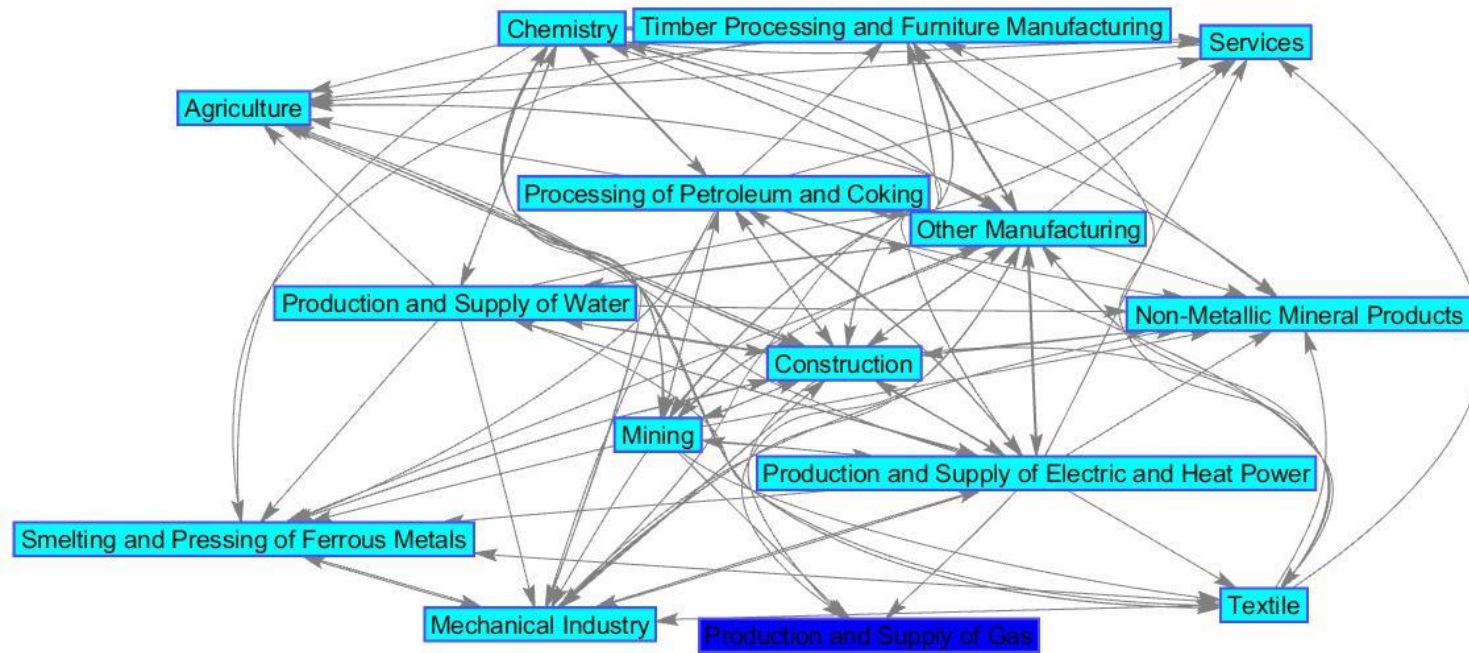 Chemistry
Timber Processing and Furniture Manufacturing
Services
Agriculture
Processing of Petroleum and Coking
Other Manufacturing
Production and Supply of Water
Non-Metallic Mineral Products
Construction
Mining
Production and Supply of Electric and Heat Power
Smelting and Pressing of Ferrous Metals
Textile
Mechanical Industry
Production and Supply of Gas